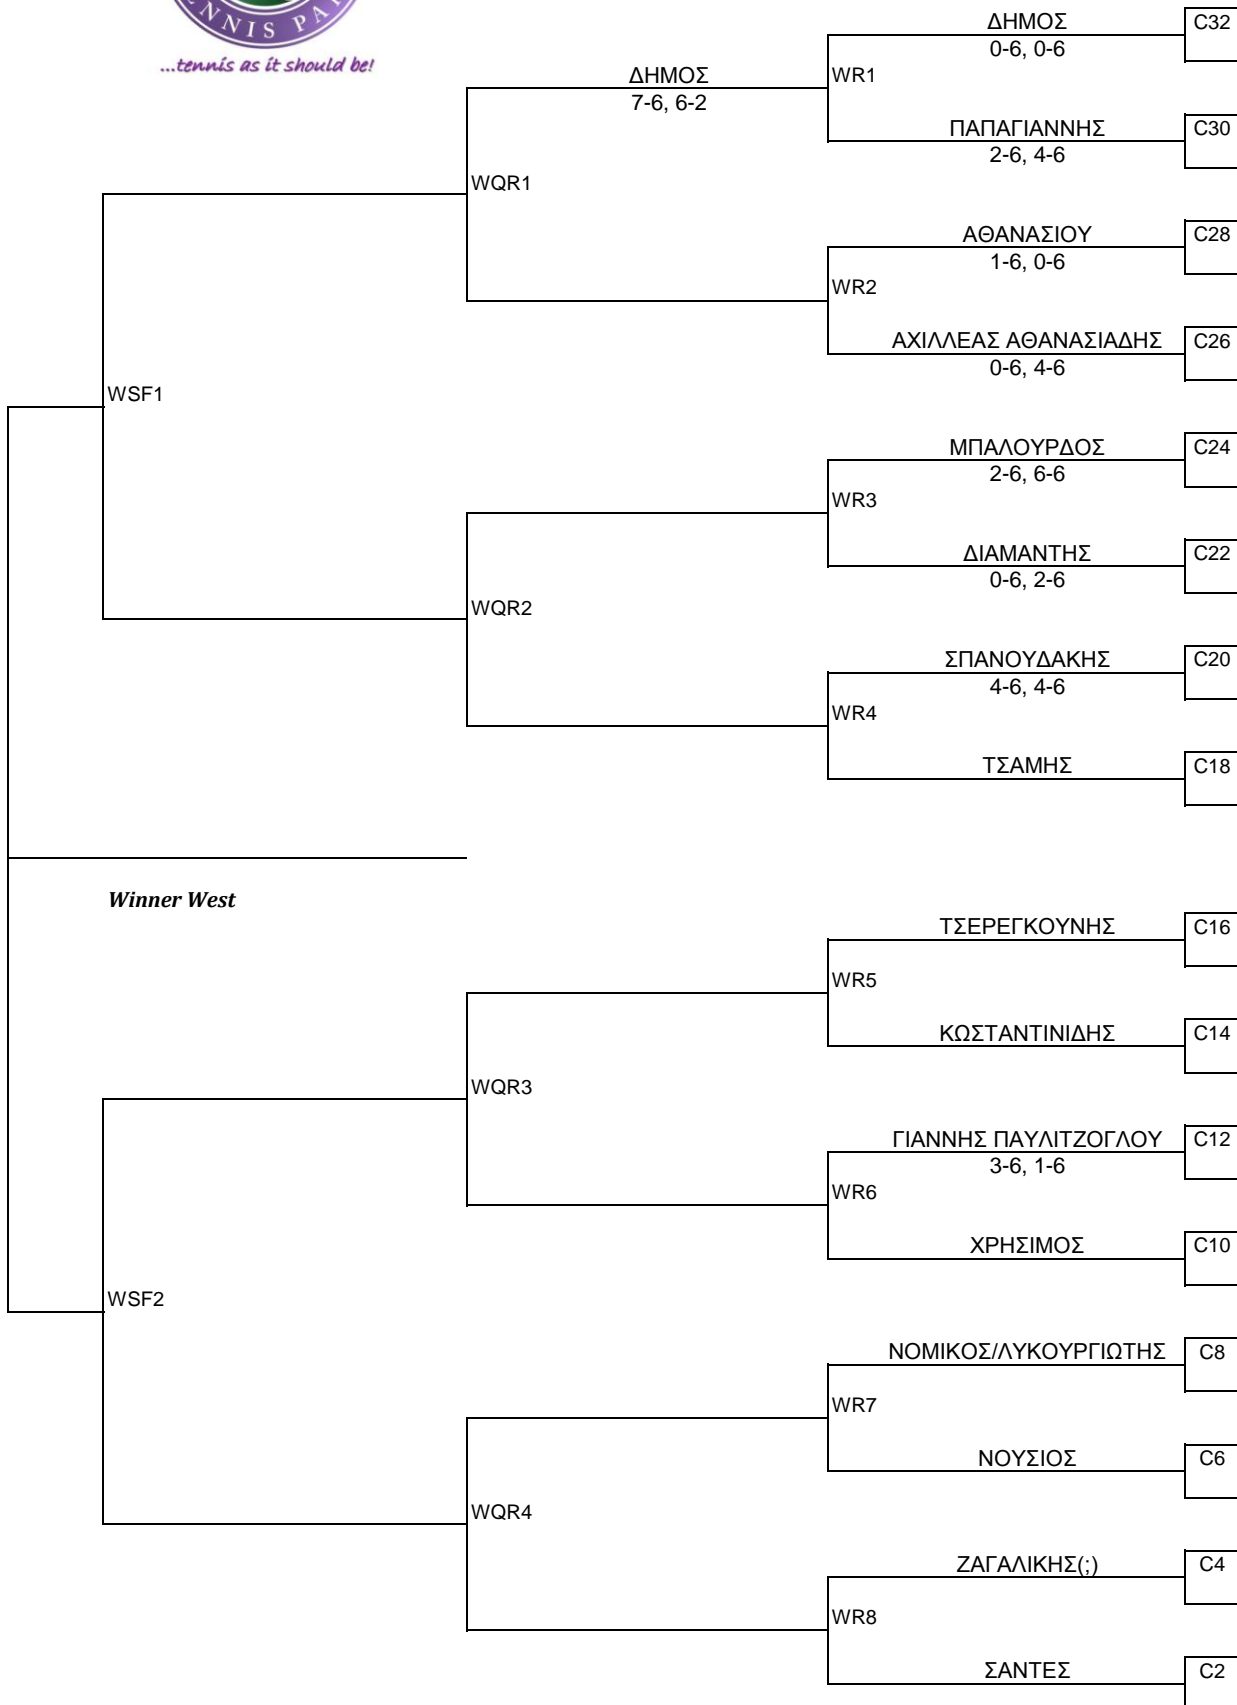 ΔΗΜΟΣ
C32
0-6, 0-6
TENNIS PAR
...tennis as it should be!
ΔΗΜΟΣ
WR1
7-6, 6-2
ΠΑΠΑΓΙΑΝΝΗΣ
C30
2-6, 4-6
WQR1
ΑΘΑΝΑΣΙΟΥ
C28
1-6, 0-6
WR2
ΑΧΙΛΛΕΑΣ ΑΘΑΝΑΣΙΑΔΗΣ
C26
0-6, 4-6
WSF1
ΜΠΑΛΟΥΡΔΟΣ
C24
2-6, 6-6
WR3
ΔΙΑΜΑΝΤΗΣ
C22
0-6, 2-6
WQR2
ΣΠΑΝΟΥΔΑΚΗΣ
C20
4-6, 4-6
WR4
ΤΣΑΜΗΣ
C18
Winner West
ΤΣΕΡΕΓΚΟΥΝΗΣ
C16
WR5
ΚΩΣΤΑΝΤΙΝΙΔΗΣ
C14
WQR3
ΓΙΑΝΝΗΣ ΠΑΥΛΙΤΖΟΓΛΟΥ
C12
3-6, 1-6
WR6
ΧΡΗΣΙΜΟΣ
C10
WSF2
ΝΟΜΙΚΟΣ/ΛΥΚΟΥΡΓΙΩΤΗΣ
C8
WR7
ΝΟΥΣΙΟΣ
C6
WQR4
ΖΑΓΑΛΙΚΗΣ(;)
C4
WR8
ΣΑΝΤΕΣ
C2